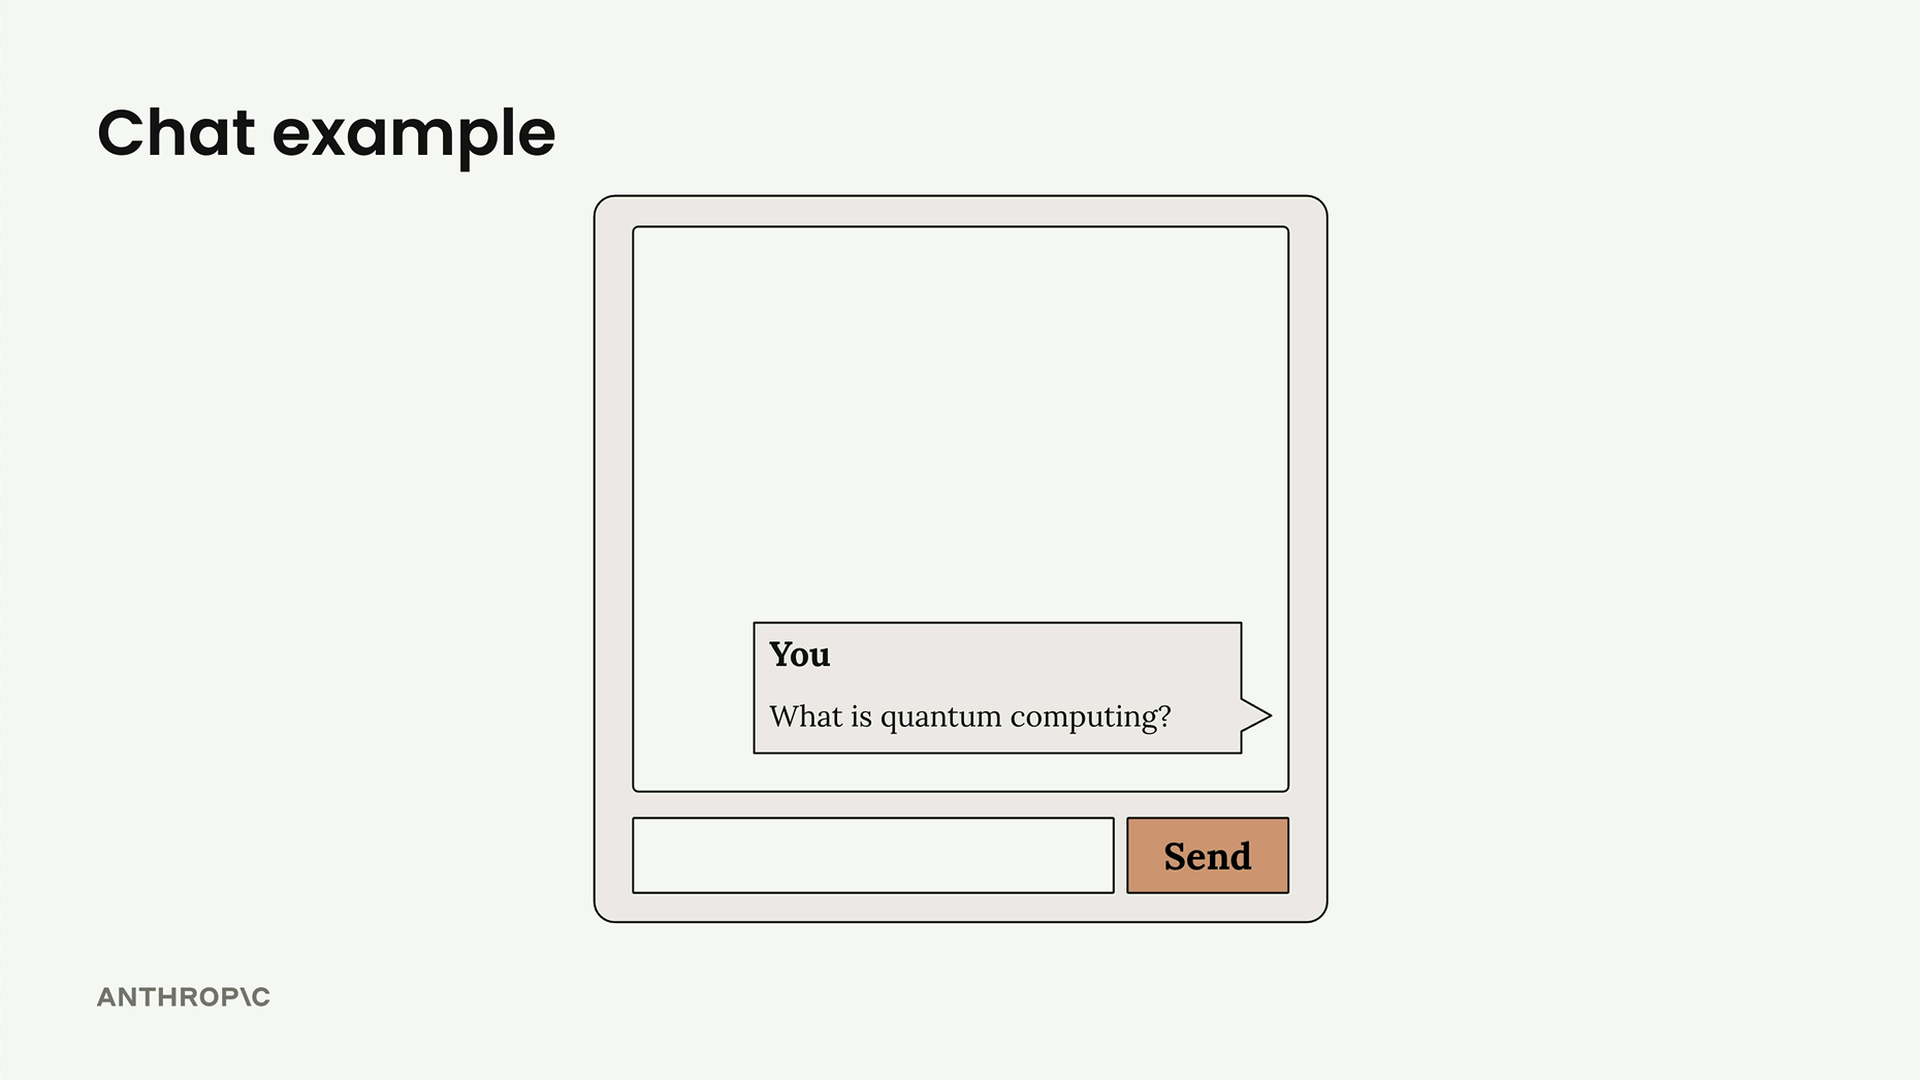 Chat example
You
What is quantum computing?
Send
ANTHROP\C